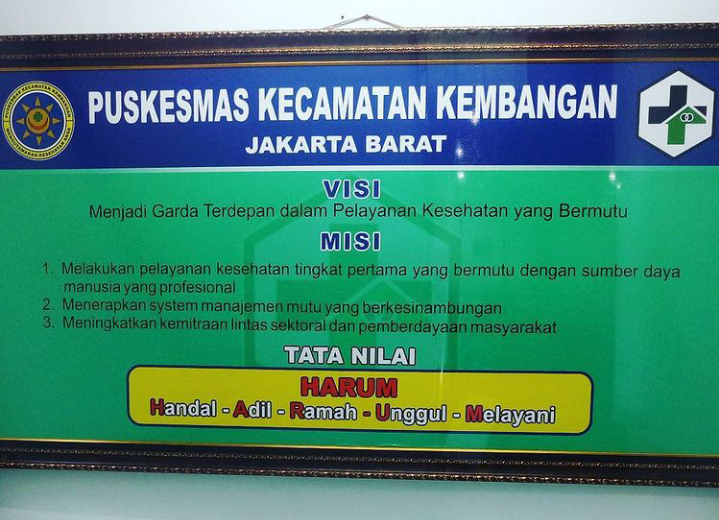 PUSKESMAS KECAMATAN KEMBANGAN
JAKARTA BARAT
VISI
Menjadi Garda Terdepan dalam Pelayanan Kesehatan yang Bermutu
MISI
1. Melakukan pelayanan kesehatan tingkat pertama yang bermutu dengan sumber daya
manusia yang profesional
2. Menerapkan system manajemen mutu yang berkesinambungan
3. Meningkatkan kemitraan lintas sektoral dan pemberdayaan masyarakat
TATA NILAI
HARUM
Handal - Adil - Ramah - Unggul - Melayani